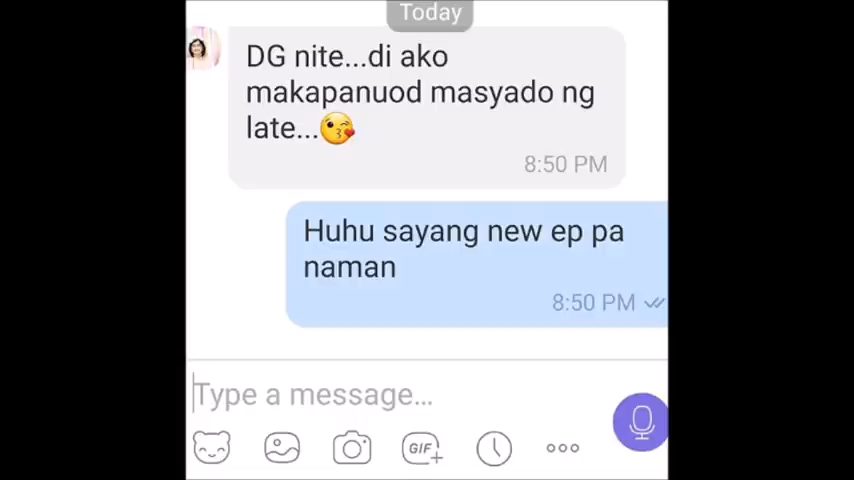 Today
DG nite...di ako
makapanuod masyado ng
late...😘
8:50 PM
Huhu sayang new ep pa
naman
8:50 PM
Type a message...
GIF